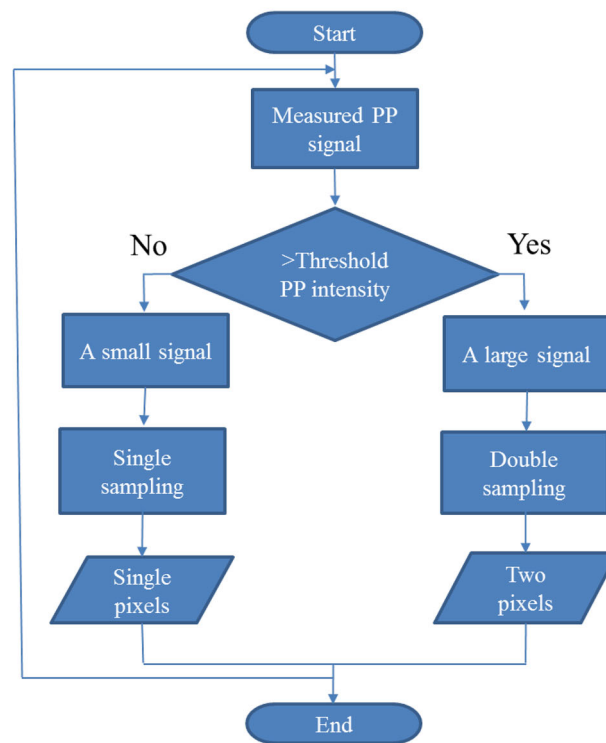 Start
Measured PP
signal
No
Yes
>Threshold
PP intensity
A small signal
A large signal
Single
sampling
Double
sampling
Single
pixels
Two
pixels
End